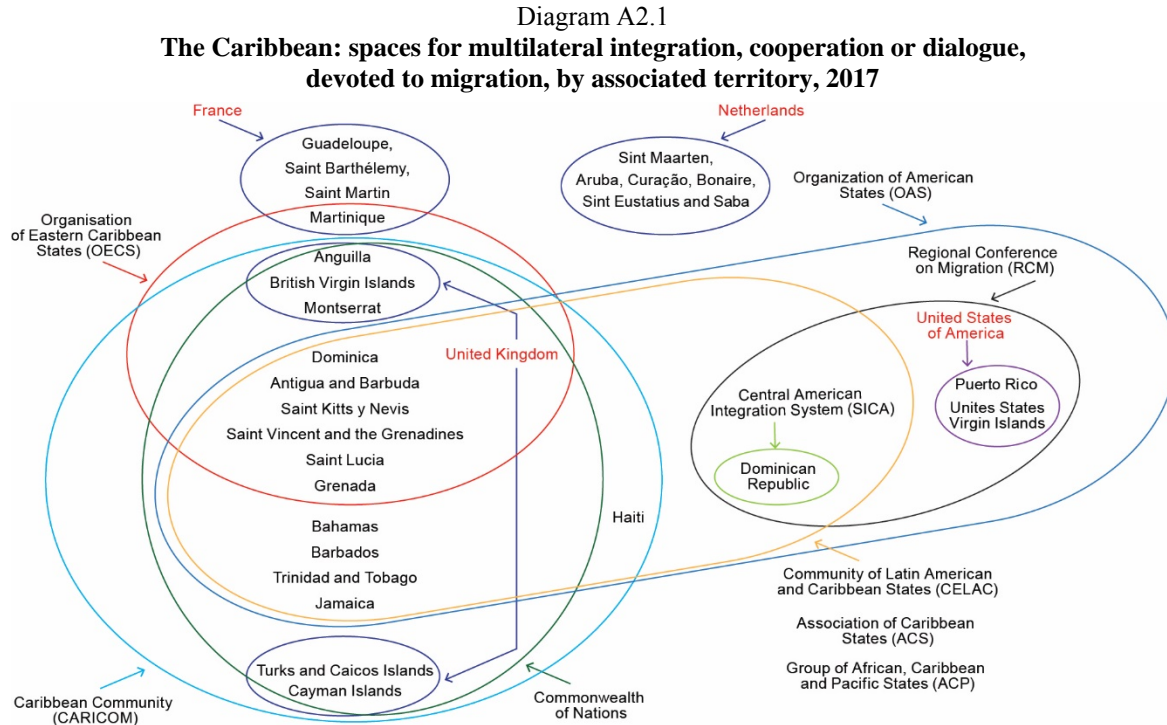 Diagram A2.1
The Caribbean: spaces for multilateral integration, cooperation or dialogue,
devoted to migration, by associated territory, 2017
France
Guadeloupe,
Saint Barthélemy,
Saint Martin
Martinique
Netherlands
Sint Maarten,
Aruba, Curaçao, Bonaire,
Sint Eustatius and Saba
Organization of American
States (OAS)
Organisation
of Eastern Caribbean
States (OECS)
Regional Conference
on Migration (RCM)
Anguilla
British Virgin Islands
Montserrat
United Kingdom
United States
of America
Puerto Rico
Unites States
Virgin Islands
Dominica
Antigua and Barbuda
Saint Kitts y Nevis
Saint Vincent and the Grenadines
Saint Lucia
Grenada
Central American
Integration System (SICA)
Dominican
Republic
Haiti
Bahamas
Barbados
Trinidad and Tobago
Jamaica
Community of Latin American
and Caribbean States (CELAC)
Association of Caribbean
States (ACS)
Group of African, Caribbean
and Pacific States (ACP)
Turks and Caicos Islands
Cayman Islands
Caribbean Community
(CARICOM)
Commonwealth
of Nations